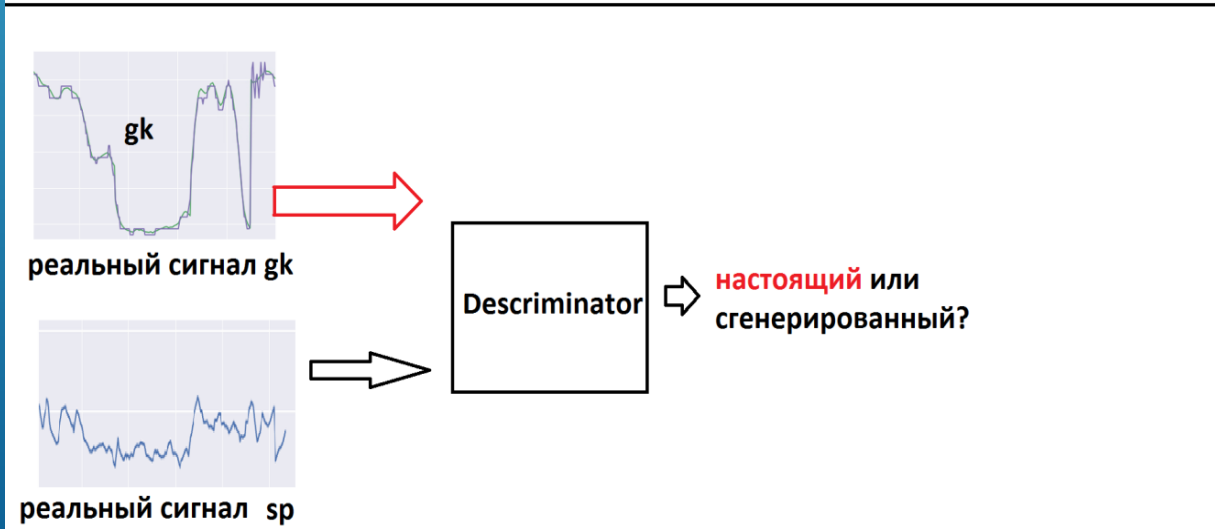 gk
реальный сигнал gk
Descriminator
настоящий или
сгенерированный?
реальный сигнал sp